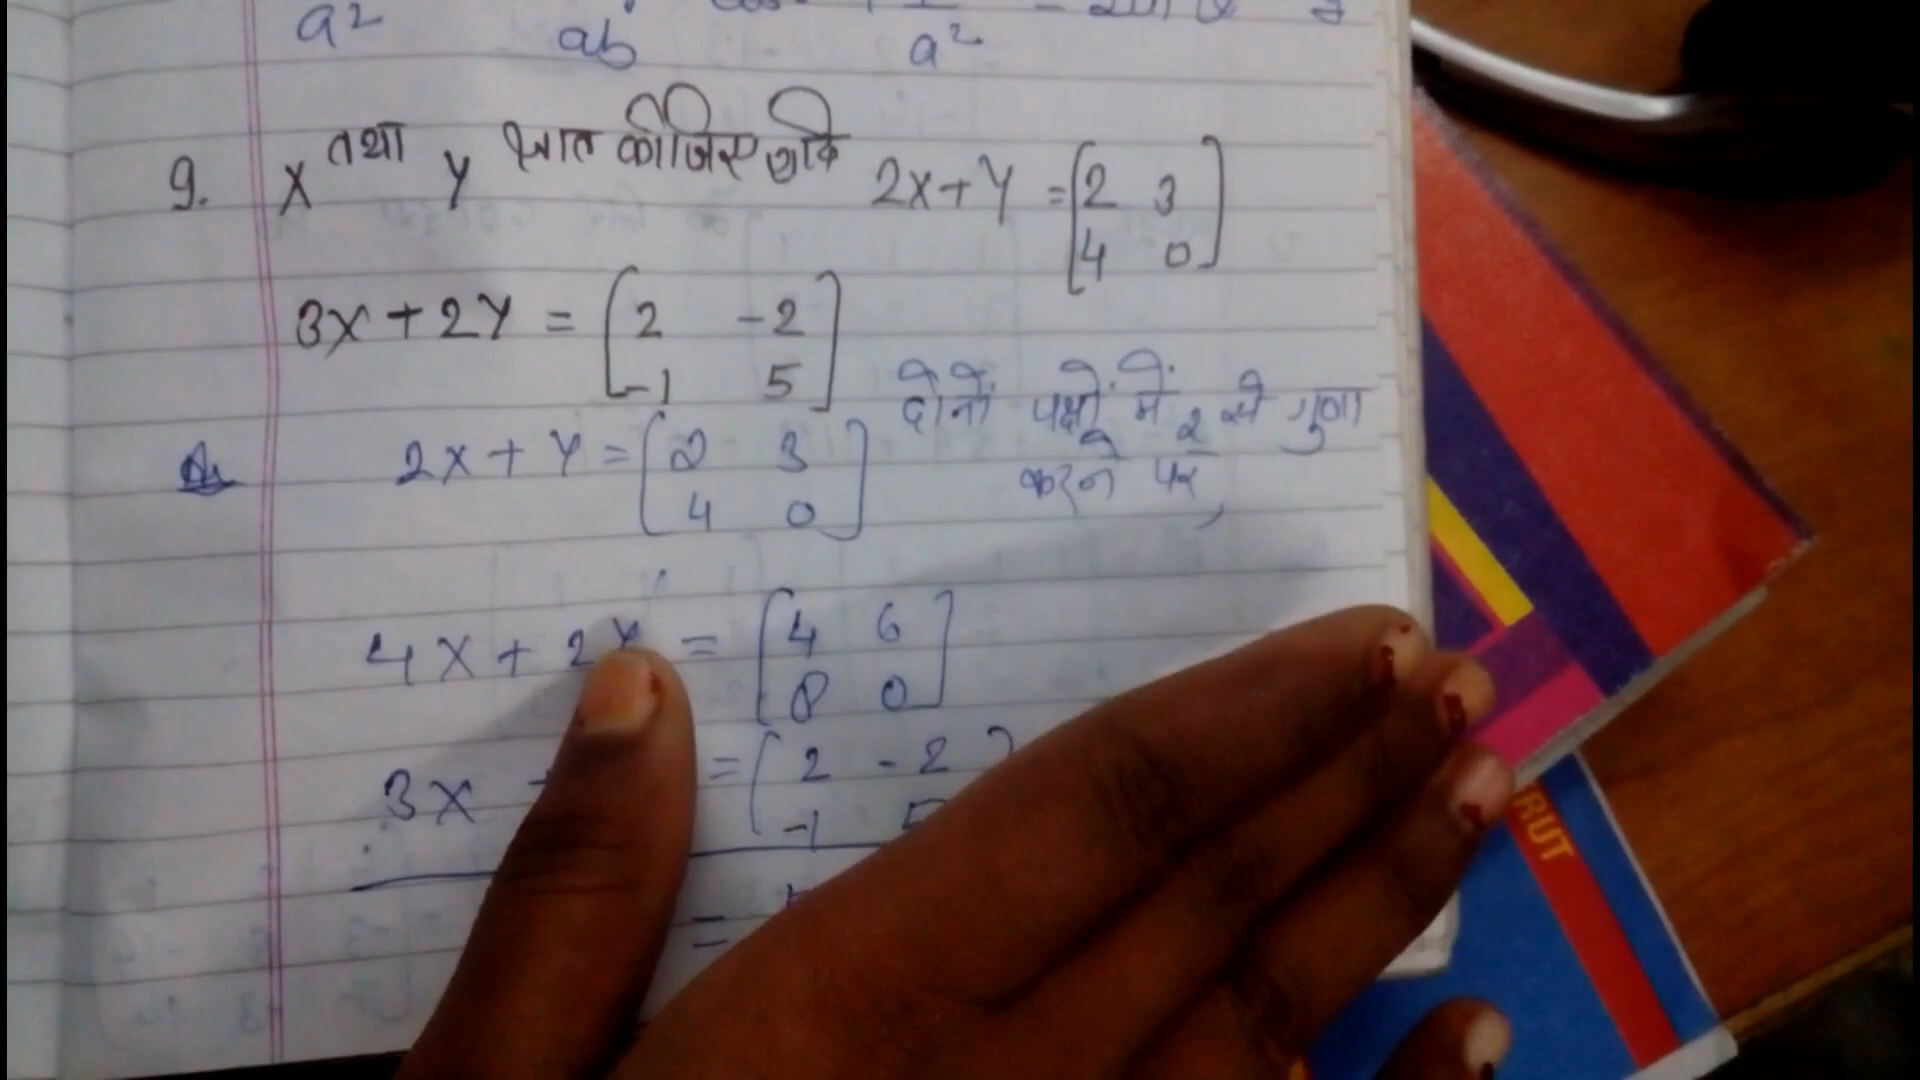 a² ab a²
9. X तथा Y ज्ञात कीजिए यदि 2X + Y = [2 3
4 0]
3X + 2Y = [2 -2
-1 5]
2X + Y = [2 3
4 0] दोनों पक्षों में 2 से गुणा
करने पर,
4X + 2Y = [4 6
8 0]
3X = [2 -2
-1
=
RUT